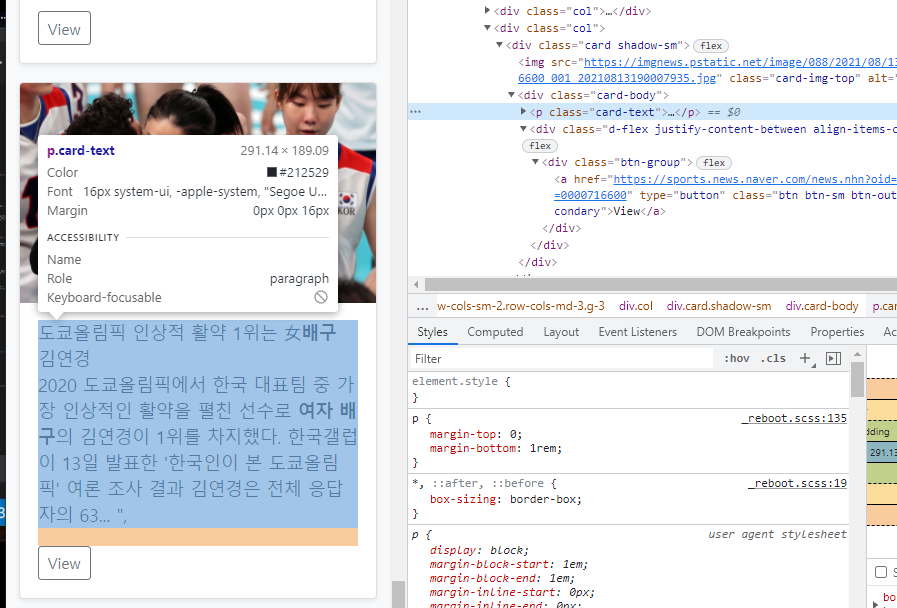 View
p.card-text 291.14 × 189.09
Color #212529
Font 16px system-ui, -apple-system, "Segoe U...
Margin 0px 0px 16px
ACCESSIBILITY
Name
Role paragraph
Keyboard-focusable
KOR
도쿄올림픽 인상적 활약 1위는 女배구
김연경
2020 도쿄올림픽에서 한국 대표팀 중 가
장 인상적인 활약을 펼친 선수로 여자 배
구의 김연경이 1위를 차지했다. 한국갤럽
이 13일 발표한 '한국인이 본 도쿄올림
픽' 여론 조사 결과 김연경은 전체 응답
자의 63... ",
View
<div class="col">…</div>
<div class="col">
<div class="card shadow-sm"> flex
<img src="https://imgnews.pstatic.net/image/088/2021/08/13
6600_001_20210813190007935.jpg" class="card-img-top" alt="
<div class="card-body">
… <p class="card-text">…</p> == $0
<div class="d-flex justify-content-between align-items-c
flex
<div class="btn-group"> flex
<a href="https://sports.news.naver.com/news.nhn?oid=
=0000716600" type="button" class="btn btn-sm btn-out
condary">View</a>
</div>
</div>
</div>
… w-cols-sm-2.row-cols-md-3.g-3 div.col div.card.shadow-sm div.card-body p.car
Styles Computed Layout Event Listeners DOM Breakpoints Properties Ac
Filter :hov .cls +
element.style {
}
p { _reboot.scss:135
margin-top: 0;
margin-bottom: 1rem;
}
*, ::after, ::before { _reboot.scss:19
box-sizing: border-box;
}
p { user agent stylesheet
display: block;
margin-block-start: 1em;
margin-block-end: 1em;
margin-inline-start: 0px;
margin-inline-end: 0px;
dding
291.13
S
bo